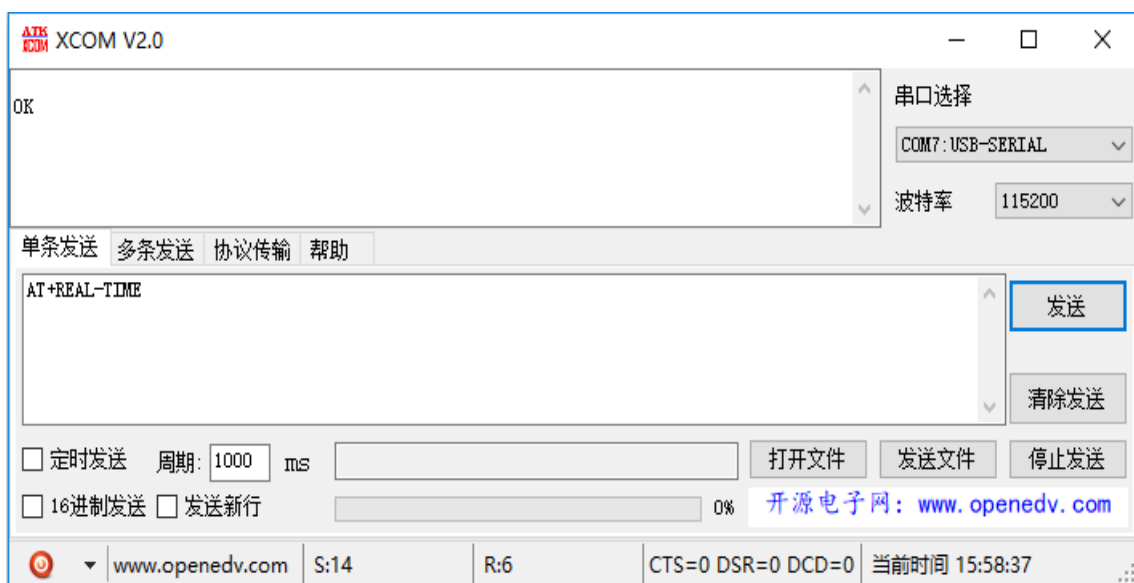 ATK XCOM XCOM V2.0
OK
串口选择
COM7:USB-SERIAL
波特率 115200
单条发送 多条发送 协议传输 帮助
AT+REAL-TIME
发送
清除发送
定时发送 周期: 1000 ms 打开文件 发送文件 停止发送
16进制发送 发送新行 0% 开源电子网: www.openedv.com
www.openedv.com S:14 R:6 CTS=0 DSR=0 DCD=0 当前时间 15:58:37